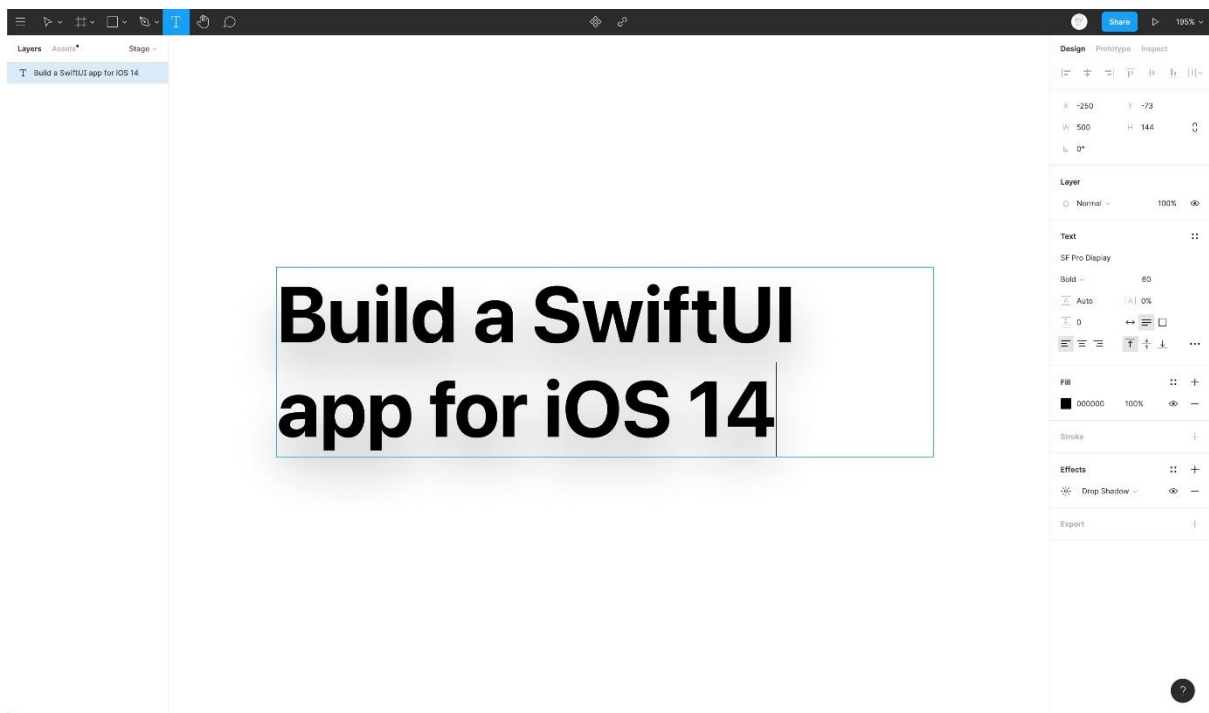 Share
195%
Layers Assets Stage
T Build a SwiftUI app for iOS 14
Build a SwiftUI
app for iOS 14
Design Prototype Inspect
X -250 Y -73
W 500 H 144
0°
Layer
Normal 100%
Text
SF Pro Display
Bold 60
Auto |A| 0%
0
Fill
000000 100%
Stroke
Effects
Drop Shadow
Export
?